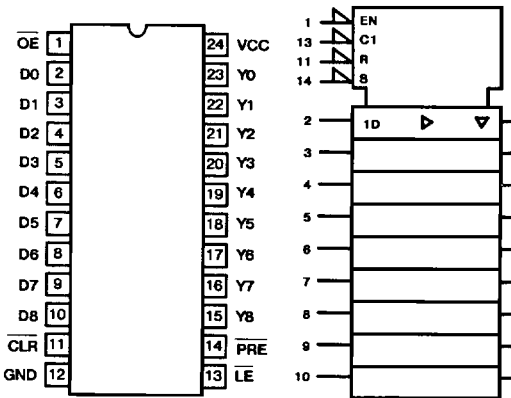 OE 1 24 VCC
D0 2 23 Y0
D1 3 22 Y1
D2 4 21 Y2
D3 5 20 Y3
D4 6 19 Y4
D5 7 18 Y5
D6 8 17 Y6
D7 9 16 Y7
D8 10 15 Y8
CLR 11 14 PRE
GND 12 13 LE
1 EN
13 C1
11 R
14 S
2 1D
3
4
5
6
7
8
9
10